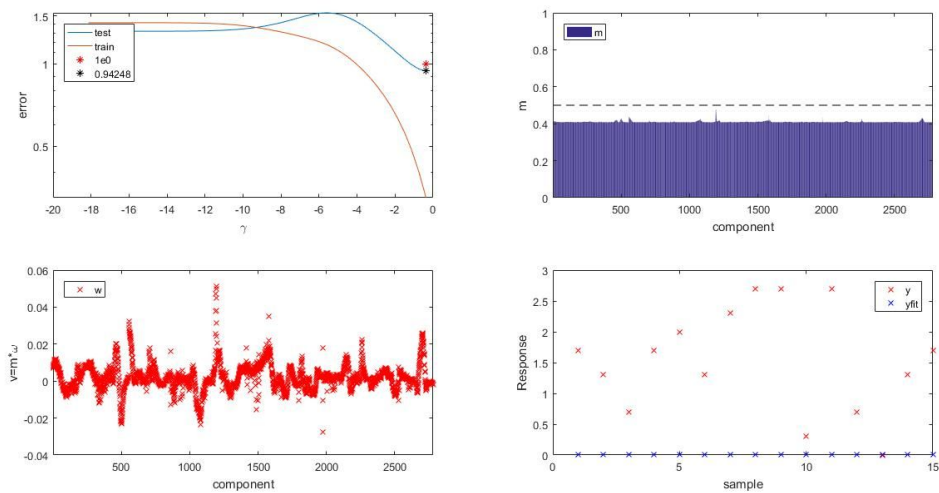 1.5
1
0.5
error
test
train
1e0
0.94248
-20 -18 -16 -14 -12 -10 -8 -6 -4 -2 0
γ
1
0.8
0.6
0.4
0.2
0
m
m
500 1000 1500 2000 2500
component
0.06
0.04
0.02
0
-0.02
-0.04
v=m*ω
w
500 1000 1500 2000 2500
component
3
2.5
2
1.5
1
0.5
0
Response
y
yfit
0 5 10 15
sample